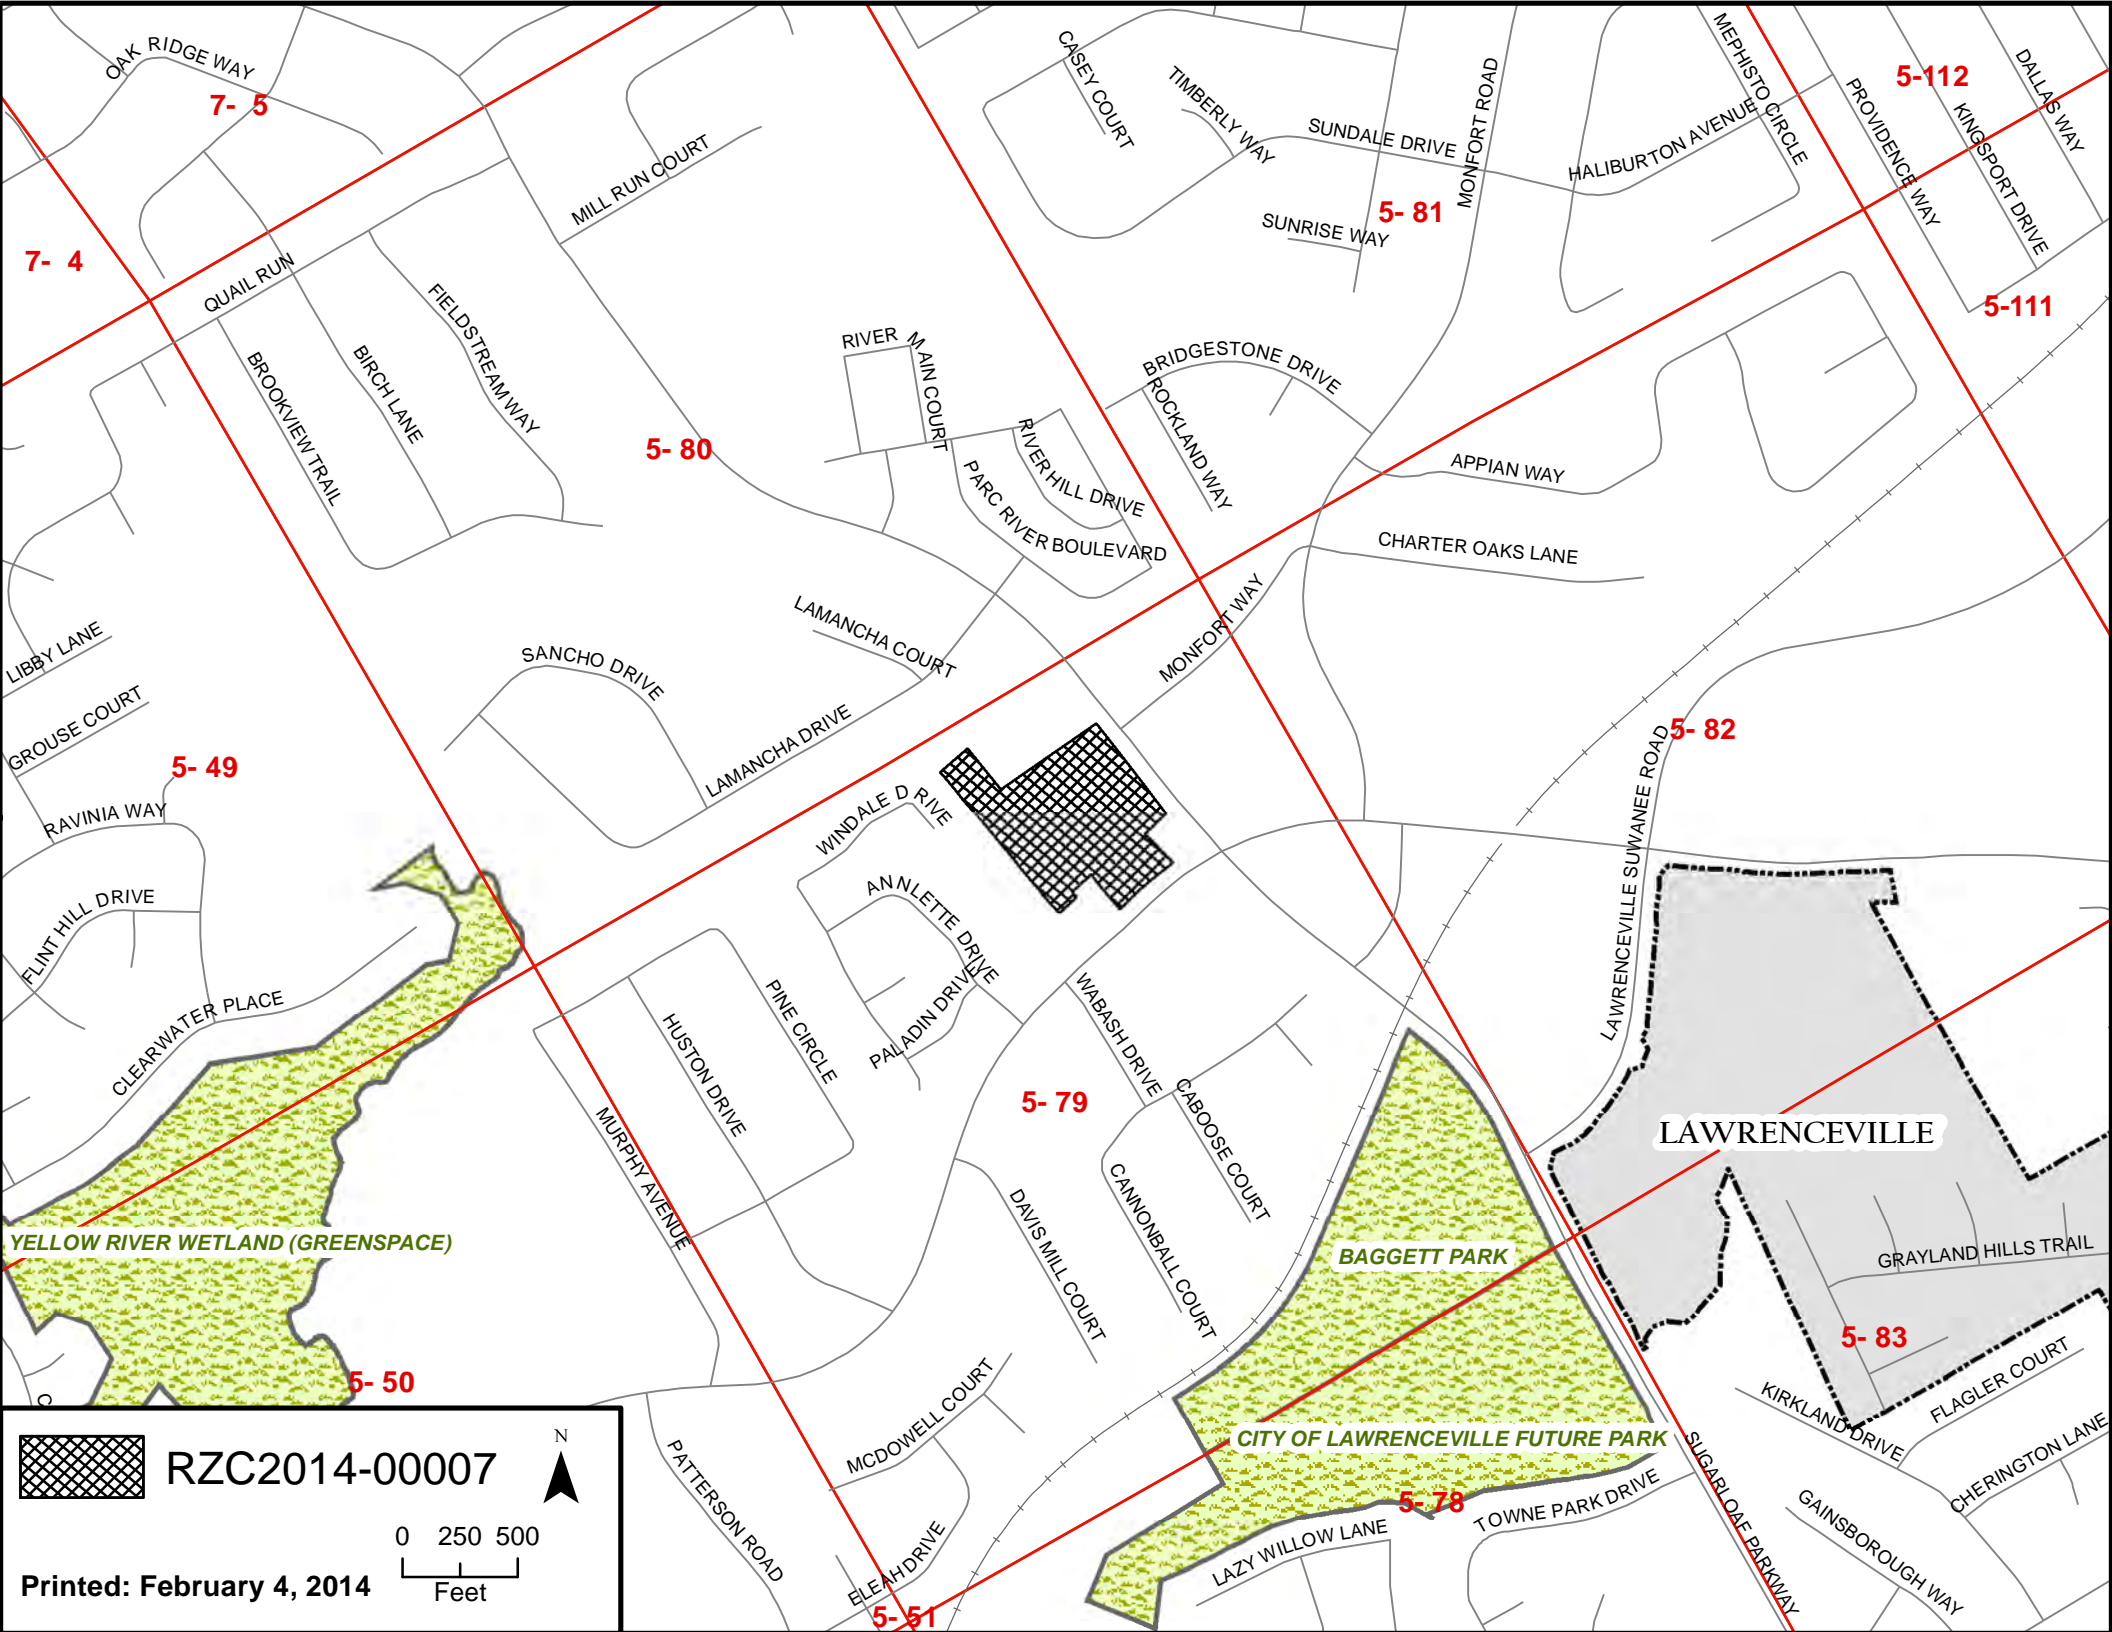 OAK RIDGE WAY
7- 5
7- 4
QUAIL RUN
MILL RUN COURT
CASEY COURT
TIMBERLY WAY
SUNDALE DRIVE
MONFORT ROAD
HALIBURTON AVENUE
MEPHISTO CIRCLE
PROVIDENCE WAY
5-112
KINGSPORT DRIVE
DALLAS WAY
SUNRISE WAY
5- 81
5-111
BROOKVIEW TRAIL
BIRCH LANE
FIELDSTREAM WAY
RIVER MAIN COURT
BRIDGESTONE DRIVE
ROCKLAND WAY
5- 80
RIVER HILL DRIVE
PARC RIVER BOULEVARD
APPIAN WAY
CHARTER OAKS LANE
LIBBY LANE
LAMANCHA COURT
SANCHO DRIVE
MONFORT WAY
GROUSE COURT
LAMANCHA DRIVE
5- 82
5- 49
RAVINIA WAY
WINDALE DRIVE
LAWRENCEVILLE SUWANEE ROAD
FLINT HILL DRIVE
ANNLETTE DRIVE
CLEARWATER PLACE
PINE CIRCLE
PALADIN DRIVE
WABASH DRIVE
HUSTON DRIVE
5- 79
CABOOSE COURT
MURPHY AVENUE
LAWRENCEVILLE
DAVIS MILL COURT
CANNONBALL COURT
YELLOW RIVER WETLAND (GREENSPACE)
BAGGETT PARK
GRAYLAND HILLS TRAIL
5- 83
5- 50
FLAGLER COURT
KIRKLAND DRIVE
MCDOWELL COURT
CITY OF LAWRENCEVILLE FUTURE PARK
PATTERSON ROAD
5- 78
TOWNE PARK DRIVE
SUGARLOAF PARKWAY
CHERINGTON LANE
GAINSBOROUGH WAY
LAZY WILLOW LANE
ELEAH DRIVE
5- 51
C
RZC2014-00007
N
0 250 500
Feet
Printed: February 4, 2014